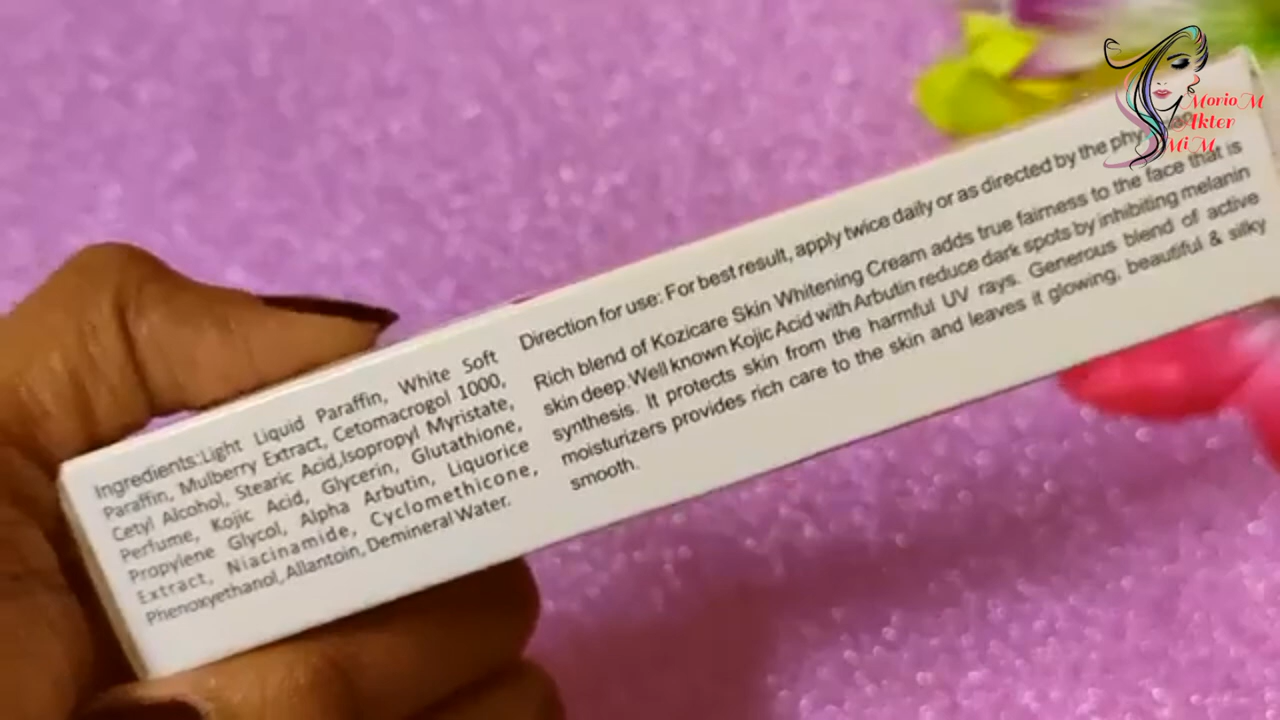 Ingredients:Light Liquid Paraffin, White Soft
Paraffin, Mulberry Extract, Cetomacrogol 1000,
Cetyl Alcohol, Stearic Acid,Isopropyl Myristate,
Perfume, Kojic Acid, Glycerin, Glutathione,
Propylene Glycol, Alpha Arbutin, Liquorice
Extract, Niacinamide, Cyclomethicone,
Phenoxyethanol, Allantoin, Demineral Water.
Direction for use: For best result, apply twice daily or as directed by the
Rich blend of Kozicare Skin Whitening Cream adds true fairness to the face that is
skin deep.Well known Kojic Acid with Arbutin reduce dark spots by inhibiting melanin
synthesis. It protects skin from the harmful UV rays. Generous blend of active
moisturizers provides rich care to the skin and leaves it glowing, beautiful & silky
smooth.
MorioM
Akter
MiM